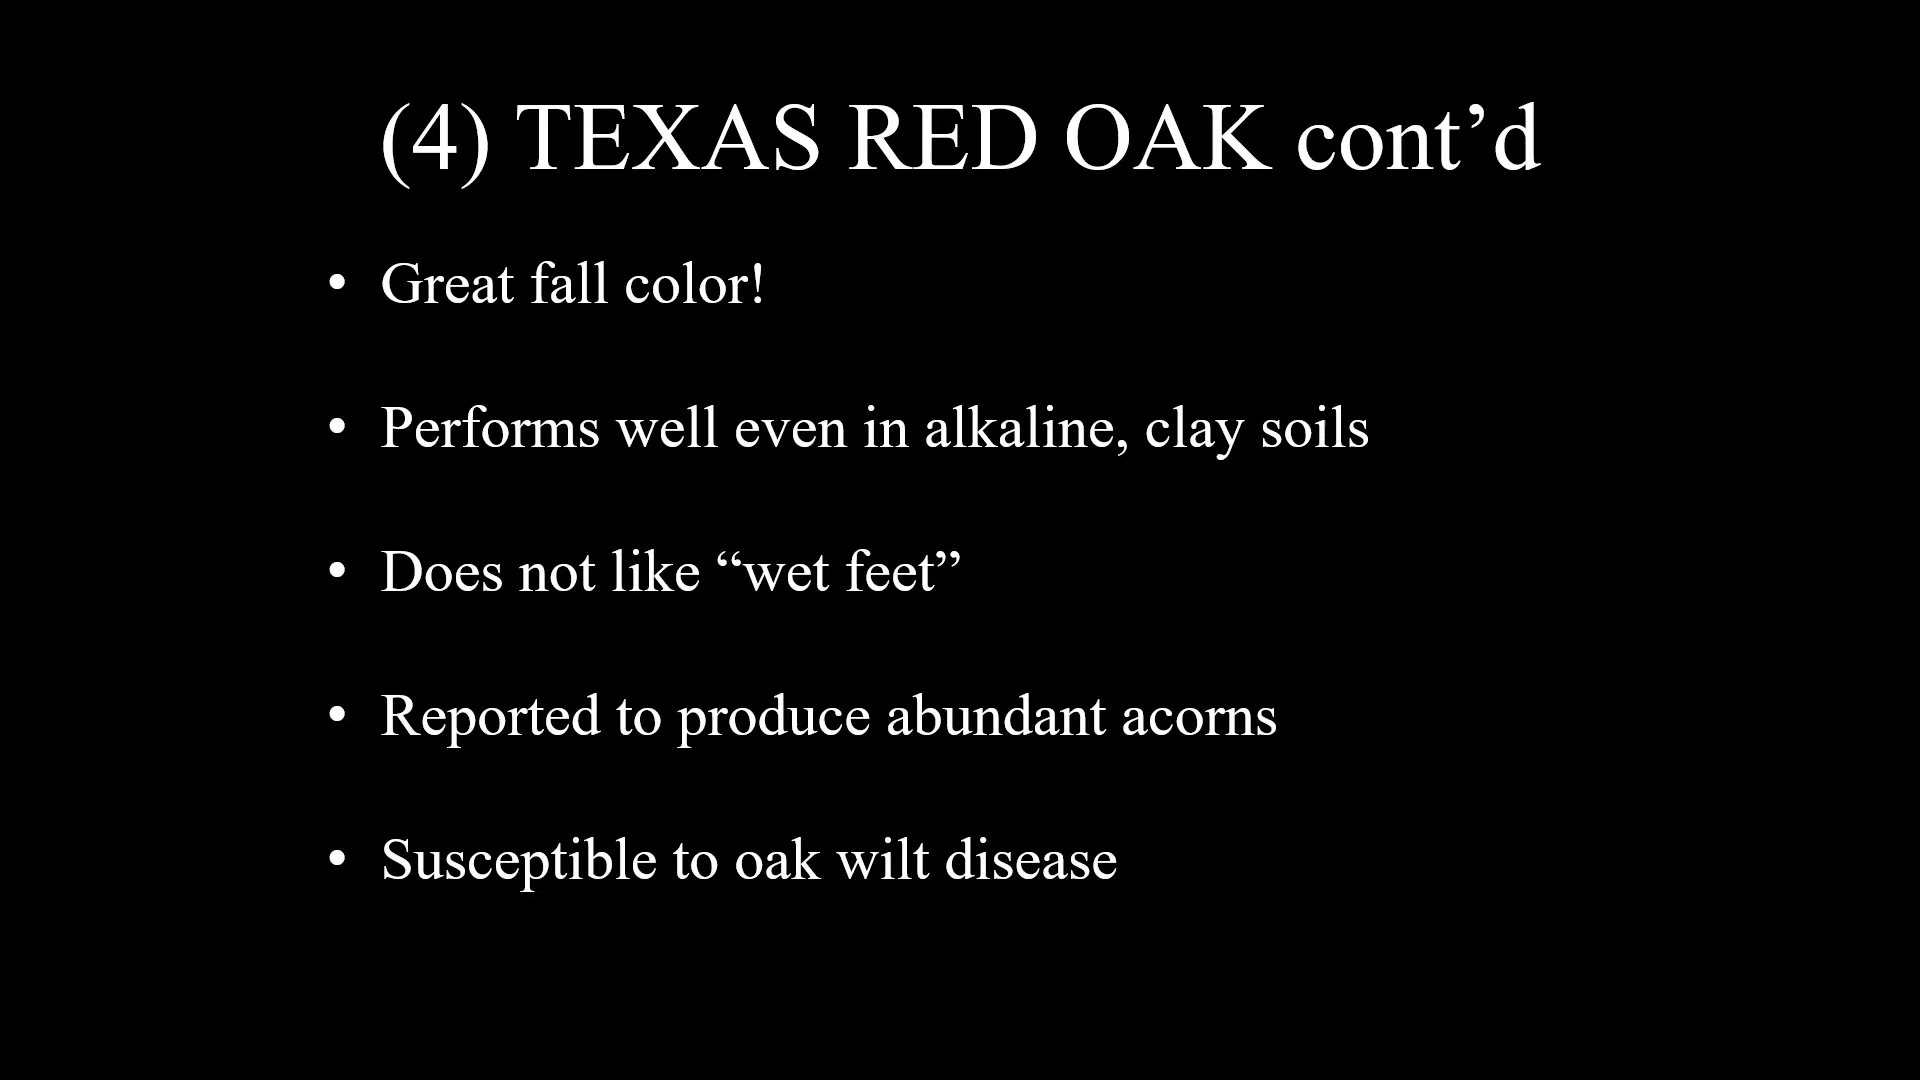 (4) TEXAS RED OAK cont’d
• Great fall color!
• Performs well even in alkaline, clay soils
• Does not like “wet feet”
• Reported to produce abundant acorns
• Susceptible to oak wilt disease